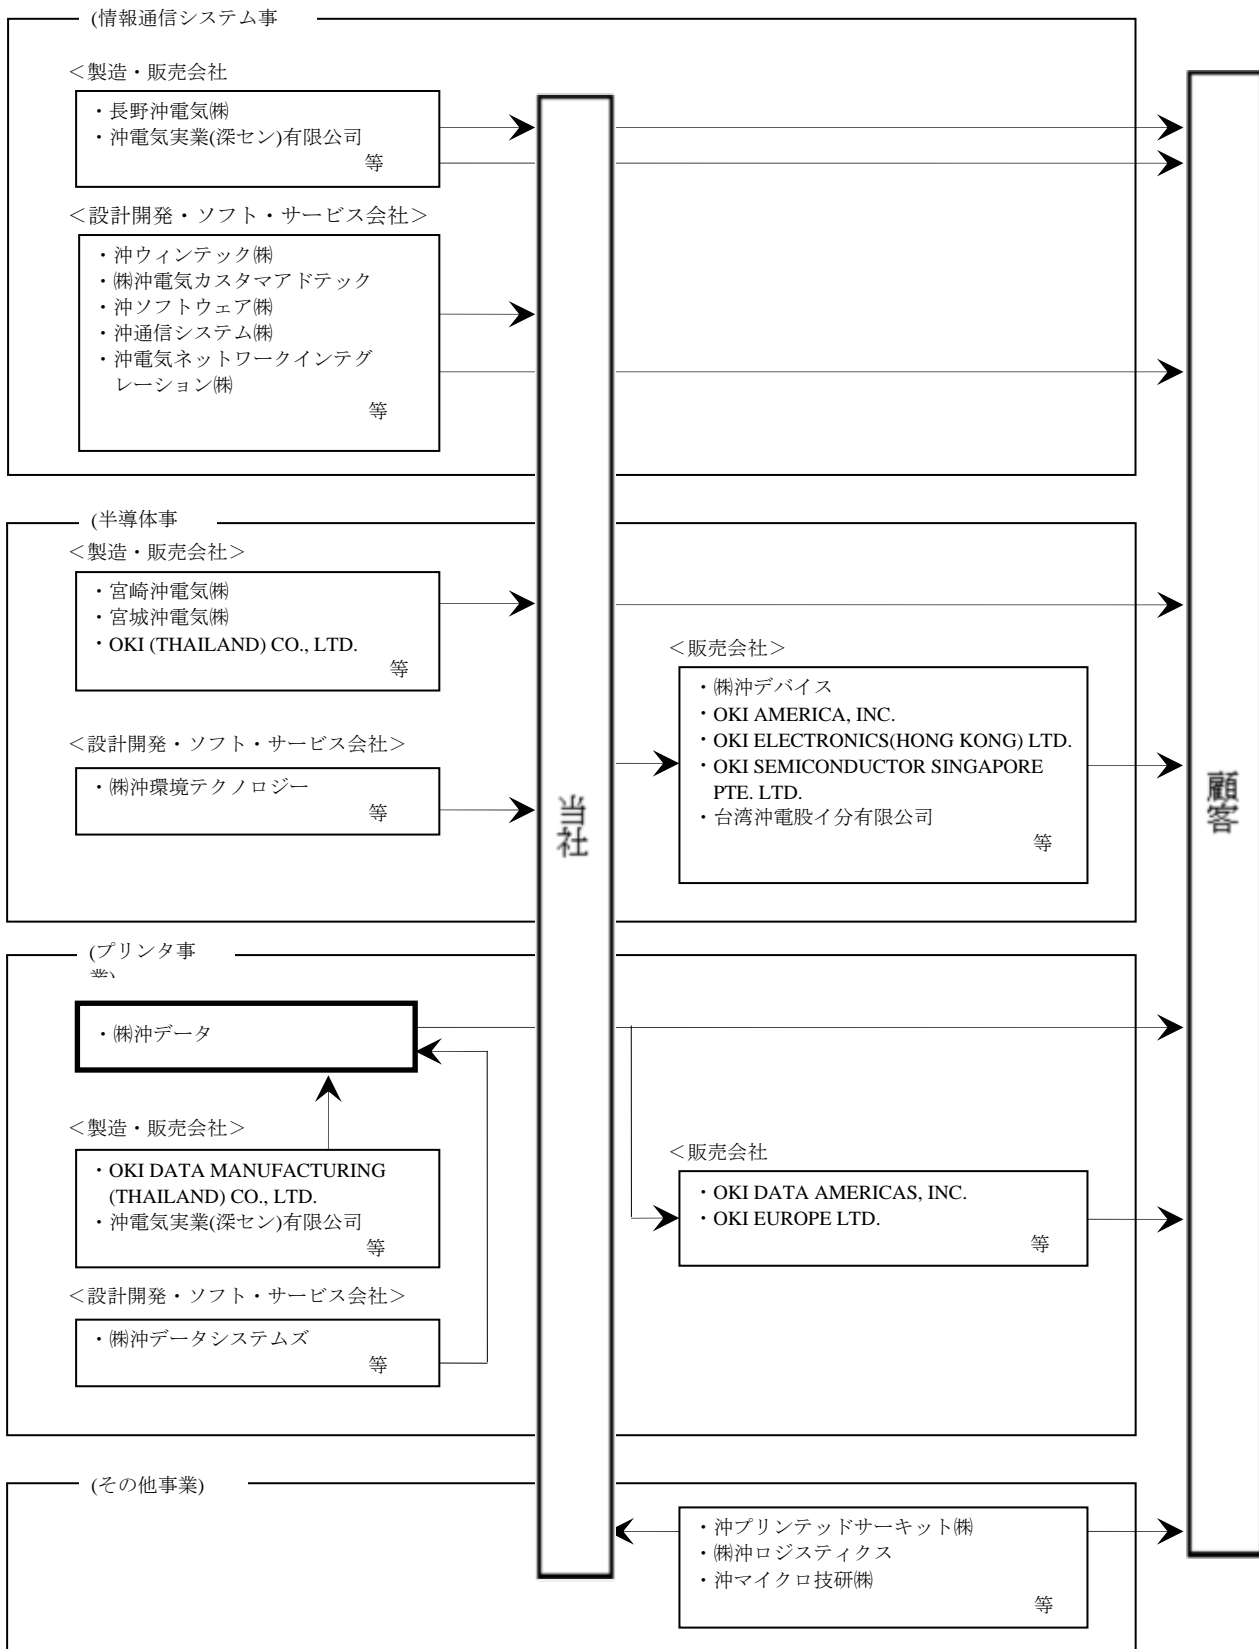 (情報通信システム事
＜製造・販売会社
・長野沖電気㈱
・沖電気実業(深セン)有限公司
等
＜設計開発・ソフト・サービス会社＞
・沖ウィンテック㈱
・㈱沖電気カスタマアドテック
・沖ソフトウェア㈱
・沖通信システム㈱
・沖電気ネットワークインテグ
レーション㈱
等
(半導体事
＜製造・販売会社＞
・宮崎沖電気㈱
・宮城沖電気㈱
・OKI (THAILAND) CO., LTD.
等
＜設計開発・ソフト・サービス会社＞
・㈱沖環境テクノロジー
等
＜販売会社＞
・㈱沖デバイス
・OKI AMERICA, INC.
・OKI ELECTRONICS(HONG KONG) LTD.
・OKI SEMICONDUCTOR SINGAPORE
PTE. LTD.
・台湾沖電股イ分有限公司
等
当社
顧客
(プリンタ事
業)
・㈱沖データ
＜製造・販売会社＞
・OKI DATA MANUFACTURING
(THAILAND) CO., LTD.
・沖電気実業(深セン)有限公司
等
＜設計開発・ソフト・サービス会社＞
・㈱沖データシステムズ
等
＜販売会社
・OKI DATA AMERICAS, INC.
・OKI EUROPE LTD.
等
(その他事業)
・沖プリンテッドサーキット㈱
・㈱沖ロジスティクス
・沖マイクロ技研㈱
等